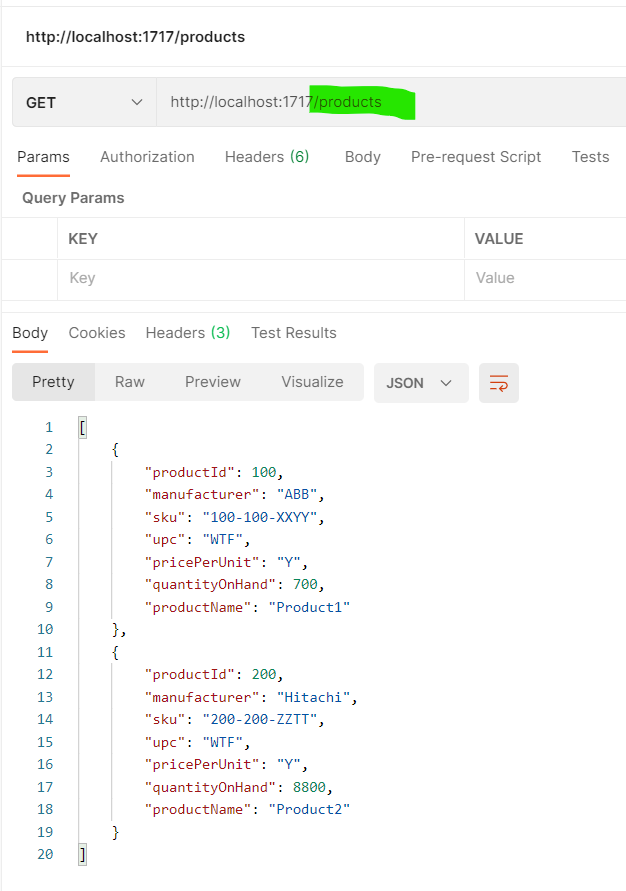 http://localhost:1717/products
GET http://localhost:1717/products
Params Authorization Headers (6) Body Pre-request Script Tests
Query Params
KEY VALUE
Key Value
Body Cookies Headers (3) Test Results
Pretty Raw Preview Visualize JSON
1 [
2 {
3 "productId": 100,
4 "manufacturer": "ABB",
5 "sku": "100-100-XXYY",
6 "upc": "WTF",
7 "pricePerUnit": "Y",
8 "quantityOnHand": 700,
9 "productName": "Product1"
10 },
11 {
12 "productId": 200,
13 "manufacturer": "Hitachi",
14 "sku": "200-200-ZZTT",
15 "upc": "WTF",
16 "pricePerUnit": "Y",
17 "quantityOnHand": 8800,
18 "productName": "Product2"
19 }
20 ]